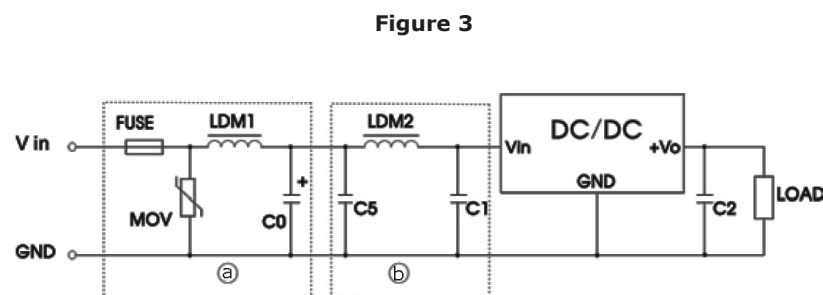 Figure 3
FUSE
LDM1
LDM2
DC/DC
V in
Vin
+Vo
GND
MOV
C0
+
C5
C1
C2
LOAD
GND
a
b